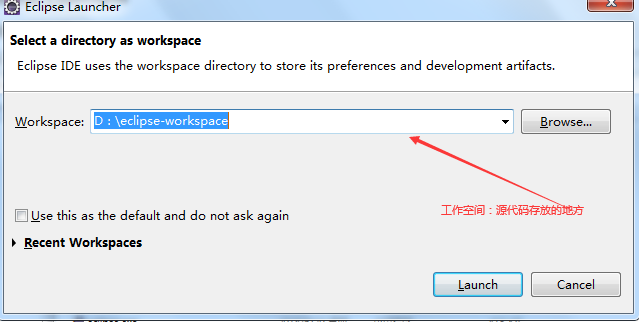 Eclipse Launcher
Select a directory as workspace
Eclipse IDE uses the workspace directory to store its preferences and development artifacts.
Workspace: D：\eclipse-workspace Browse...
工作空间：源代码存放的地方
Use this as the default and do not ask again
Recent Workspaces
Launch Cancel